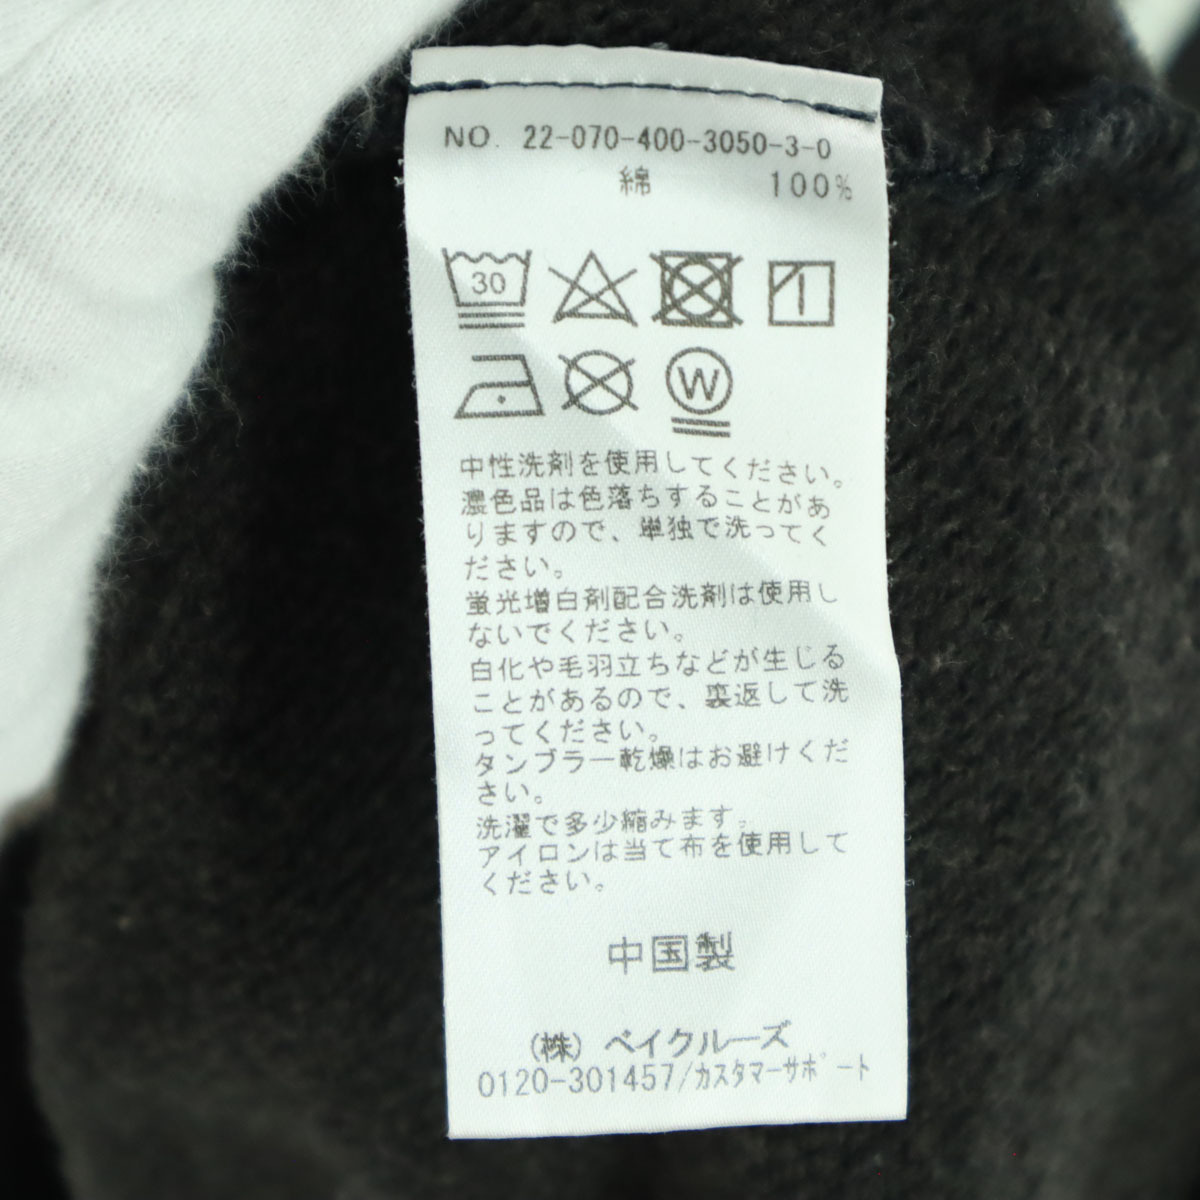 NO. 22-070-400-3050-3-0
綿 100%
30
W
中性洗剤を使用してください。
濃色品は色落ちすることがあ
りますので、単独で洗ってく
ださい。
蛍光増白剤配合洗剤は使用し
ないでください。
白化や毛羽立ちなどが生じる
ことがあるので、裏返して洗
ってください。
タンブラー乾燥はお避けくだ
さい。
洗濯で多少縮みます。
アイロンは当て布を使用して
ください。
中国製
(株) ベイクルーズ
0120-301457/ｶｽﾀﾏｰｻﾎﾟｰﾄ